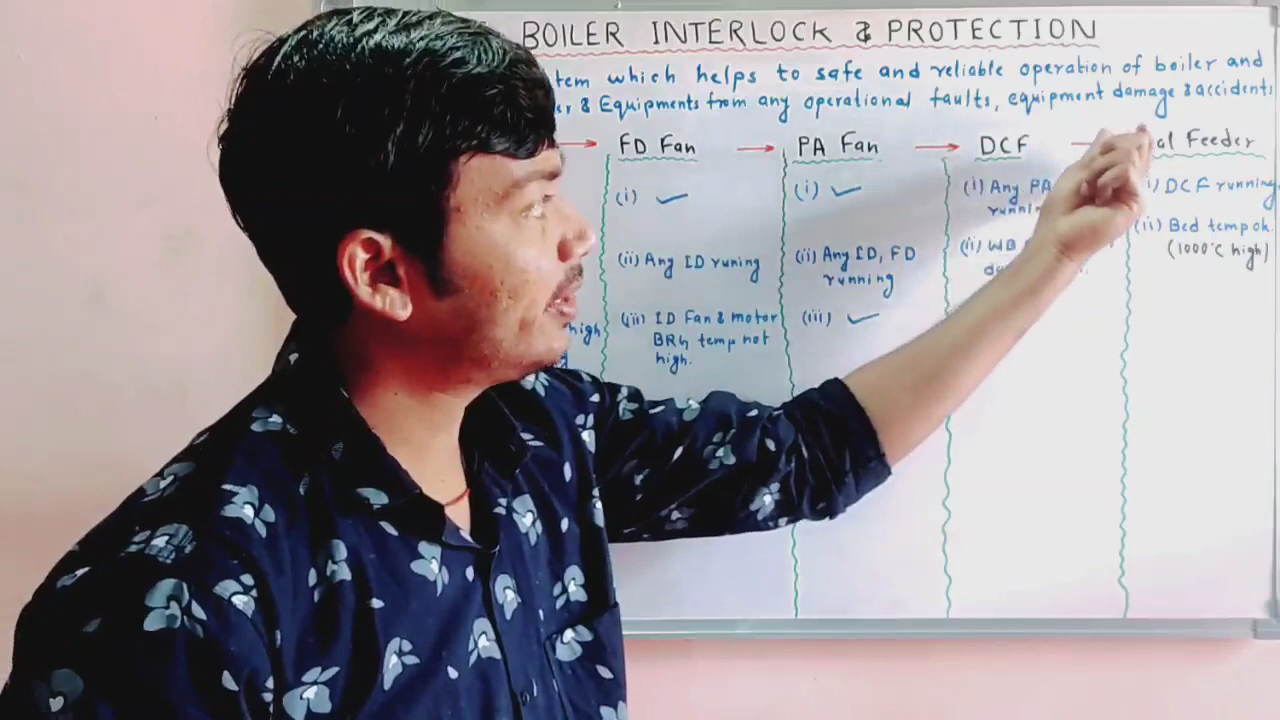 BOILER INTERLOCK & PROTECTION
which helps to safe and reliable operation of boiler and
& Equipments from any operational faults, equipment damage & accidents
→ FD Fan → PA Fan → DCF → Feeder
(i) ✓
(ii) Any ID runing
(iii) ID Fan & motor
BRg temp not
high.
(i) ✓
(ii) Any ID, FD
running
(iii) ✓
(i) Any PA
(ii) WB
i) DCF running
(ii) Bed temp ok.
(1000°C high)
high